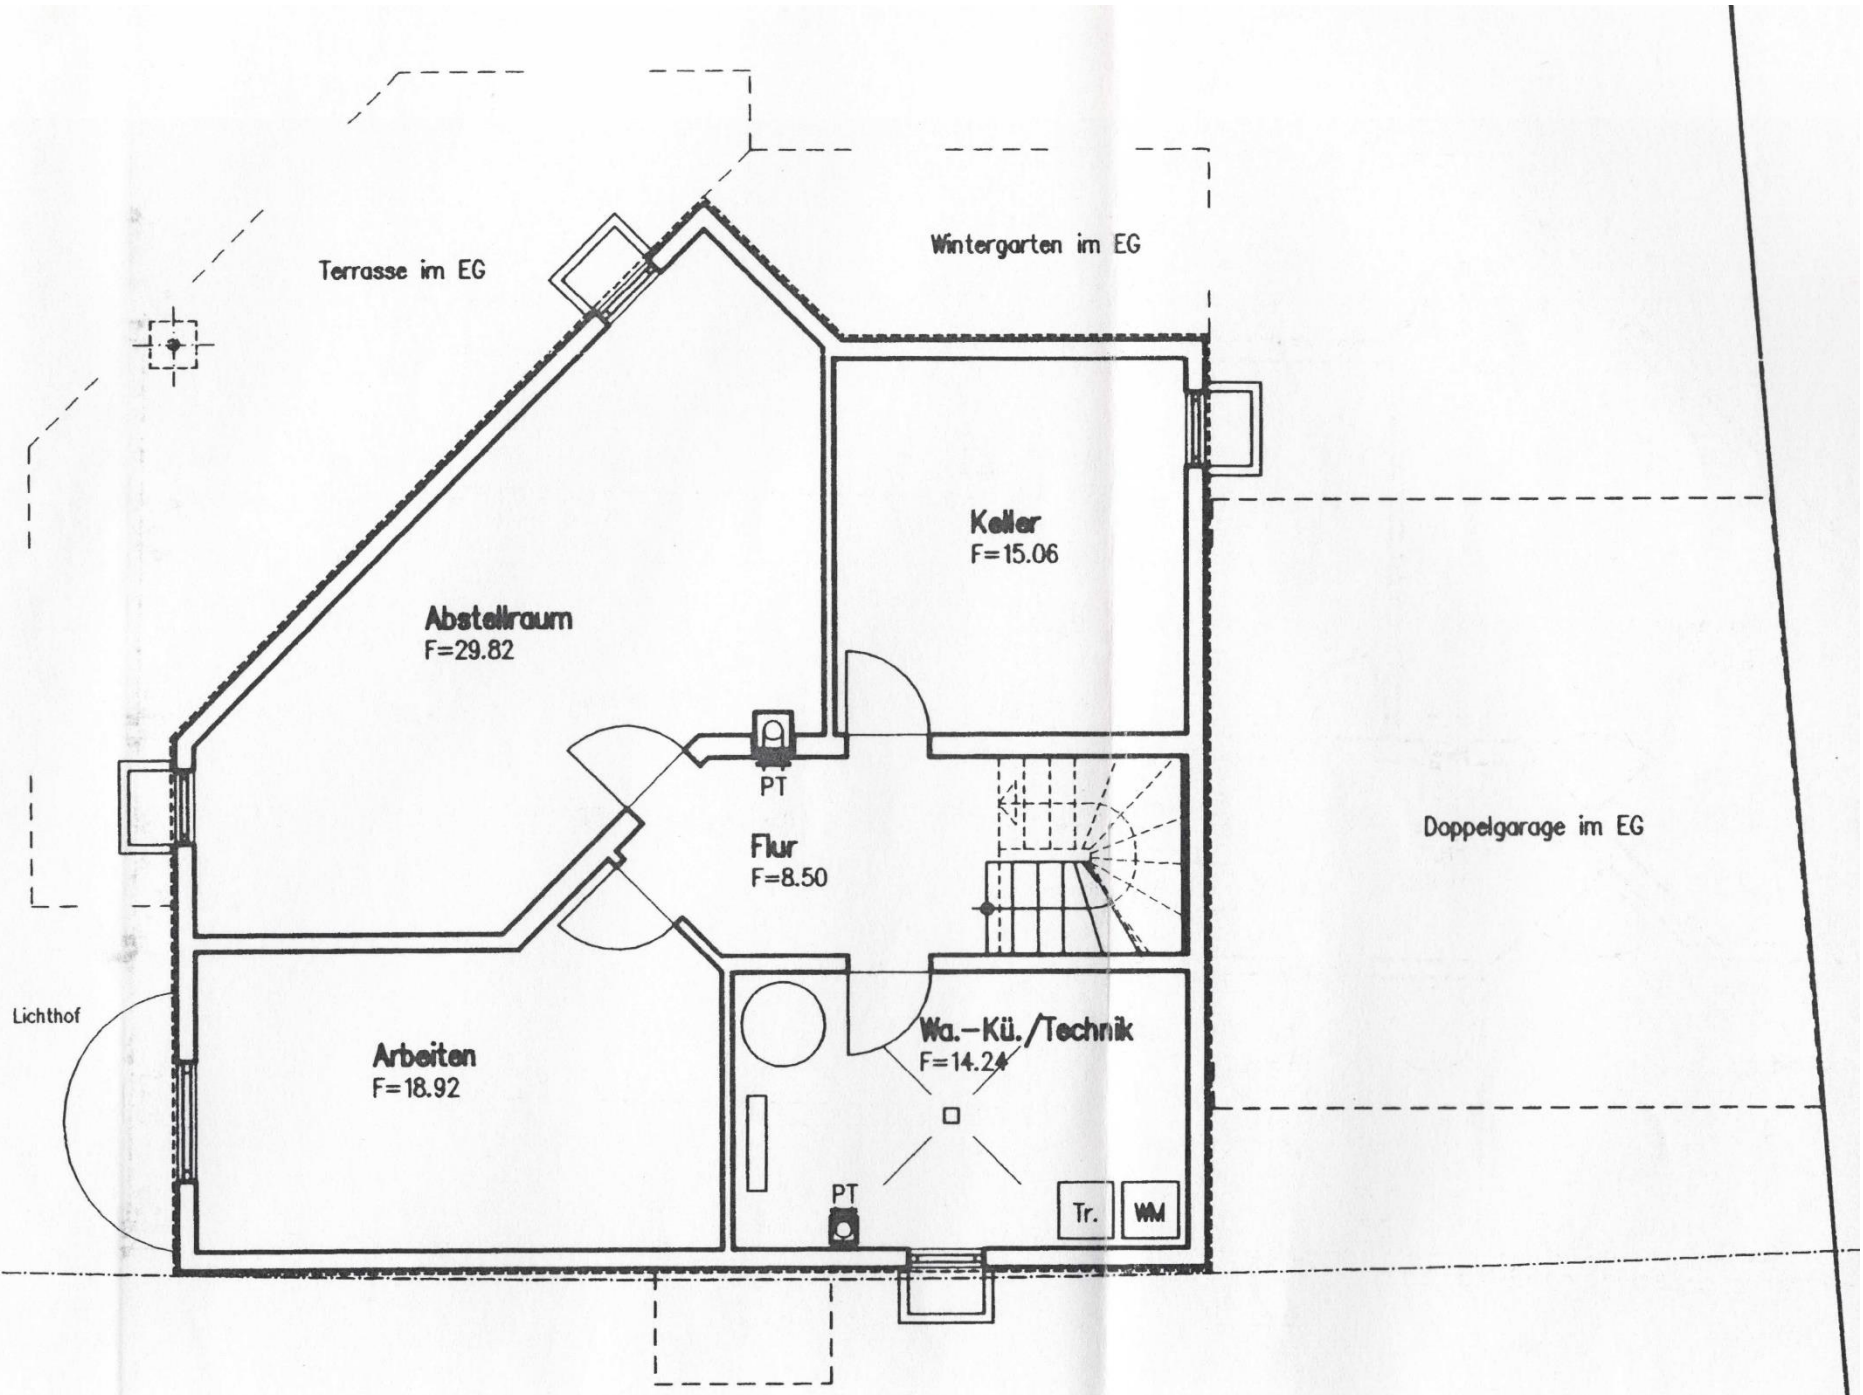 Wintergarten im EG
Terrasse im EG
Keller
F=15.06
Abstellraum
F=29.82
PT
Flur
F=8.50
Doppelgarage im EG
Lichthof
Arbeiten
F=18.92
Wa.-Kü./Technik
F=14.24
PT
Tr.
WM